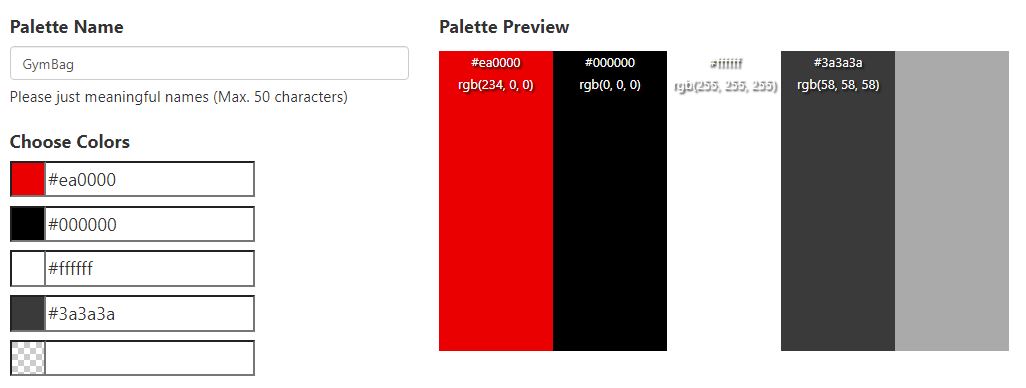 Palette Name
GymBag
Please just meaningful names (Max. 50 characters)
Choose Colors
#ea0000
#000000
#ffffff
#3a3a3a
Palette Preview
#ea0000
rgb(234, 0, 0)
#000000
rgb(0, 0, 0)
#ffffff
rgb(255, 255, 255)
#3a3a3a
rgb(58, 58, 58)